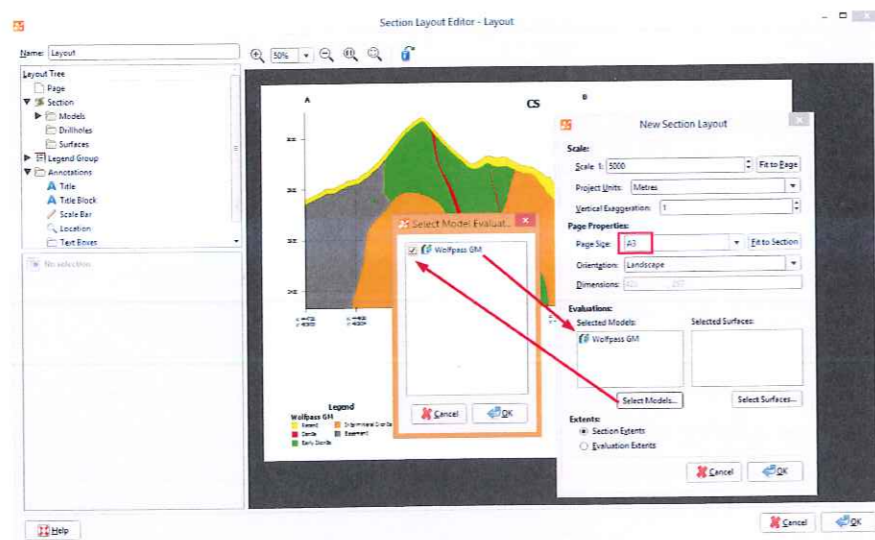 Section Layout Editor - Layout
Name: Layout
50%
Layout Tree
Page
Section
Models
Drillholes
Surfaces
Legend Group
Annotations
Title
Title Block
Scale Bar
Location
Text Boxes
No selection
A
CS
B
Legend
Wolfpass GM
Recent
Dacite
Early Diorite
Basement
Select Model Evaluat...
Wolfpass GM
Cancel
OK
New Section Layout
Scale:
Scale 1: 5000
Fit to Page
Project Units: Metres
Vertical Exaggeration: 1
Page Properties:
Page Size: A3
Fit to Section
Orientation: Landscape
Dimensions:
Evaluations:
Selected Models:
Selected Surfaces:
Wolfpass GM
Select Models...
Select Surfaces...
Extents:
Section Extents
Evaluation Extents
Cancel
OK
Help
Cancel
OK